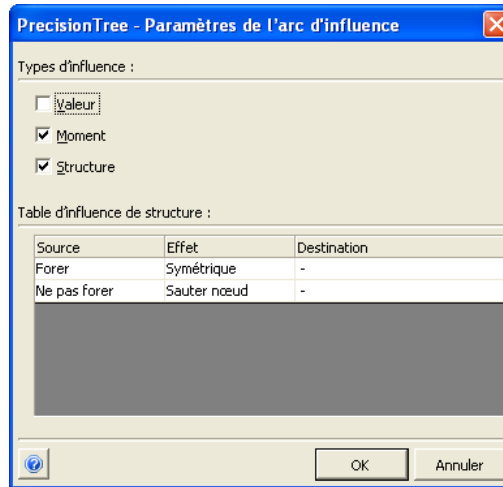 PrecisionTree - Paramètres de l'arc d'influence
Types d'influence :
Valeur
Moment
Structure
Table d'influence de structure :
Source Effet Destination
Forer Symétrique -
Ne pas forer Sauter nœud -
OK Annuler